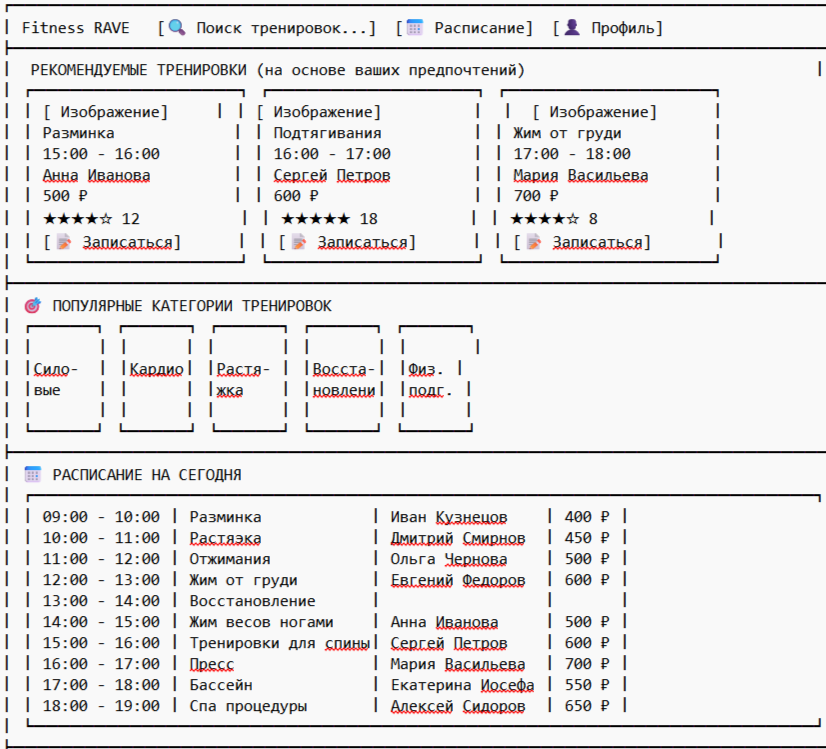 Fitness RAVE [🔍 Поиск тренировок...] [📅 Расписание] [👤 Профиль]
РЕКОМЕНДУЕМЫЕ ТРЕНИРОВКИ (на основе ваших предпочтений)
[ Изображение] [ Изображение] [ Изображение]
Разминка | Подтягивания | Жим от груди
15:00 - 16:00 | 16:00 - 17:00 | 17:00 - 18:00
Анна Иванова | Сергей Петров | Мария Васильева
500 ₽ | 600 ₽ | 700 ₽
★★★★☆ 12 | ★★★★★ 18 | ★★★★☆ 8
[📝 Записаться] | [📝 Записаться] | [📝 Записаться]
🎯 ПОПУЛЯРНЫЕ КАТЕГОРИИ ТРЕНИРОВОК
Сило- | Кардио | Растя- | Восста- | Физ.
вые | | жка | новлени | подг.
📅 РАСПИСАНИЕ НА СЕГОДНЯ
09:00 - 10:00 | Разминка | Иван Кузнецов | 400 ₽
10:00 - 11:00 | Растяэка | Дмитрий Смирнов | 450 ₽
11:00 - 12:00 | Отжимания | Ольга Чернова | 500 ₽
12:00 - 13:00 | Жим от груди | Евгений Федоров | 600 ₽
13:00 - 14:00 | Восстановление | |
14:00 - 15:00 | Жим весов ногами | Анна Иванова | 500 ₽
15:00 - 16:00 | Тренировки для спины | Сергей Петров | 600 ₽
16:00 - 17:00 | Пресс | Мария Васильева | 700 ₽
17:00 - 18:00 | Бассейн | Екатерина Иосефа | 550 ₽
18:00 - 19:00 | Спа процедуры | Алексей Сидоров | 650 ₽